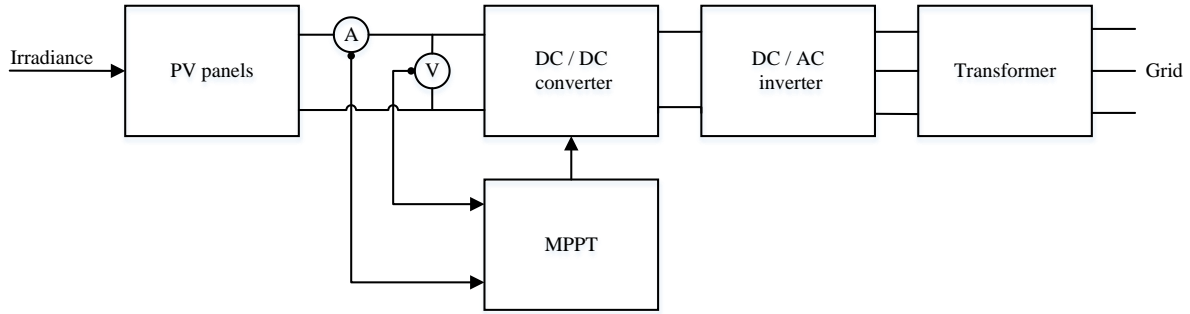 Irradiance
PV panels
A
V
DC / DC
converter
DC / AC
inverter
Transformer
Grid
MPPT